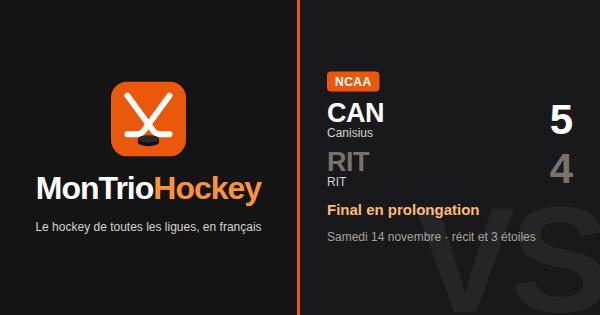 MonTrioHockey
Le hockey de toutes les ligues, en français
NCAA
CAN 5
Canisius
RIT 4
RIT
Final en prolongation
Samedi 14 novembre · récit et 3 étoiles
VS